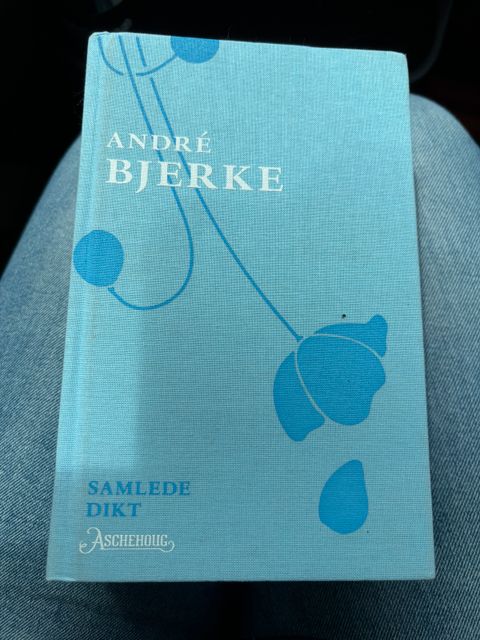 ANDRÉ
BJERKE
SAMLEDE
DIKT
ASCHEHOUG